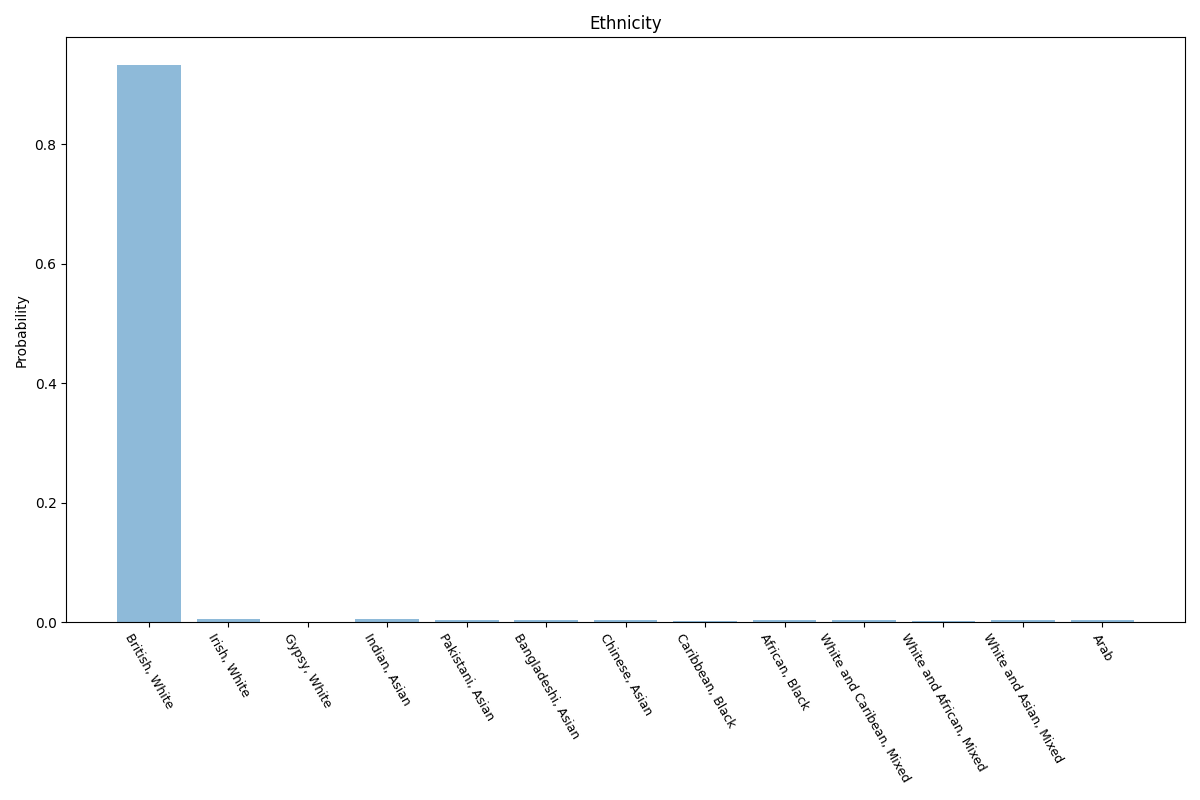 Ethnicity
Probability
0.8
0.6
0.4
0.2
0.0
British, White
Irish, White
Gypsy, White
Indian, Asian
Pakistani, Asian
Bangladeshi, Asian
Chinese, Asian
Caribbean, Black
African, Black
White and Caribean, Mixed
White and African, Mixed
White and Asian, Mixed
Arab